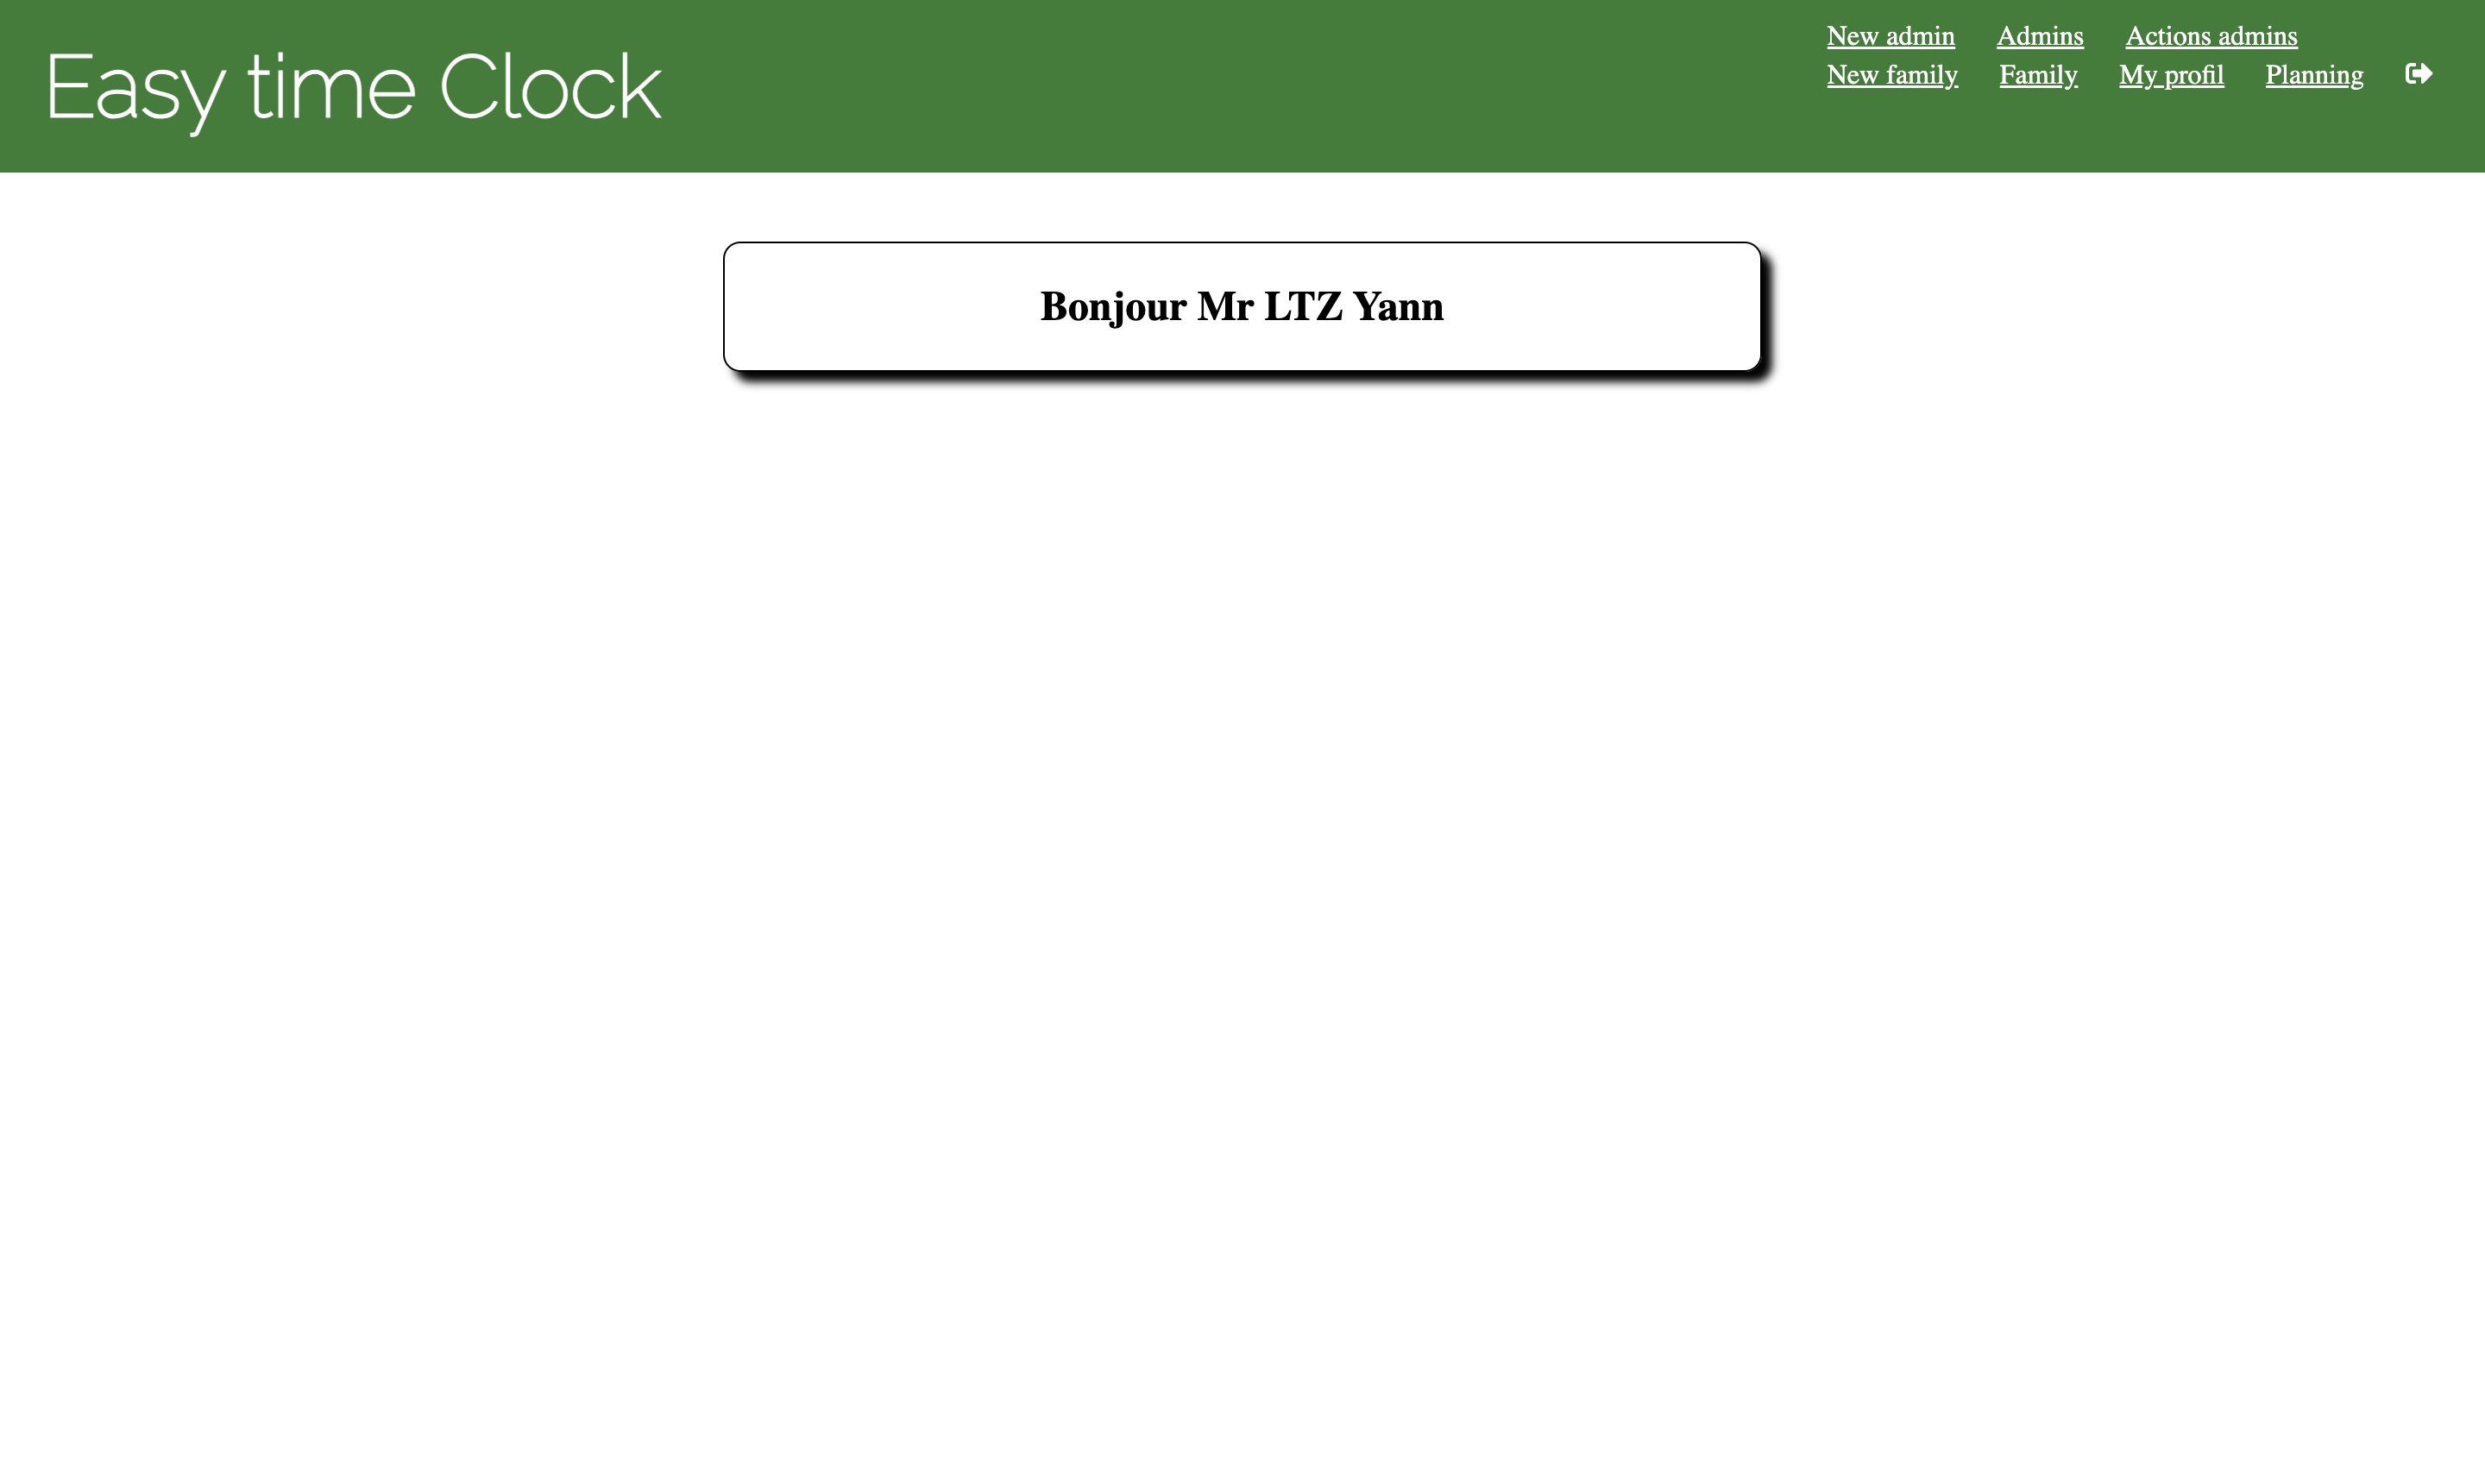 Easy time Clock
New admin Admins Actions admins
New family Family My profil Planning
Bonjour Mr LTZ Yann